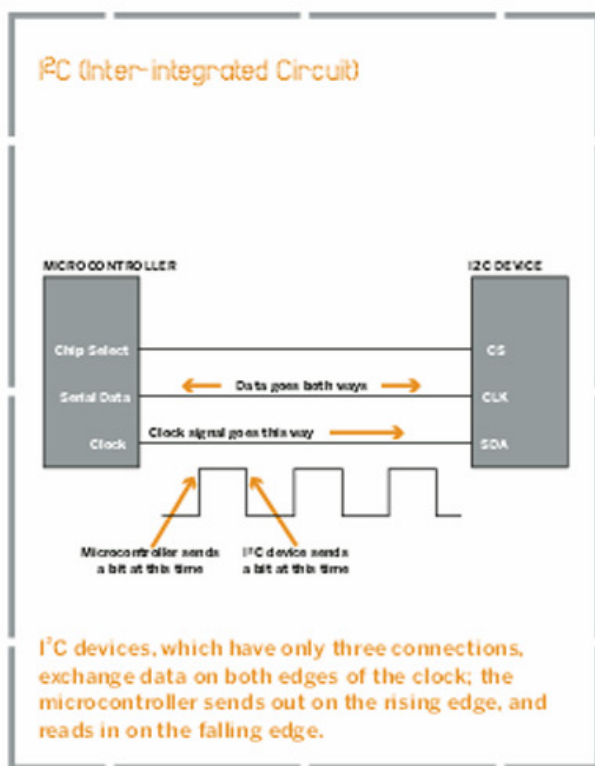 I²C (Inter-integrated Circuit)
MICROCONTROLLER
I2C DEVICE
Chip Select
CS
Serial Data
Data goes both ways
CLK
Clock
Clock signal goes this way
SDA
Microcontroller sends
a bit at this time
I²C device sends
a bit at this time
I²C devices, which have only three connections,
exchange data on both edges of the clock; the
microcontroller sends out on the rising edge, and
reads in on the falling edge.